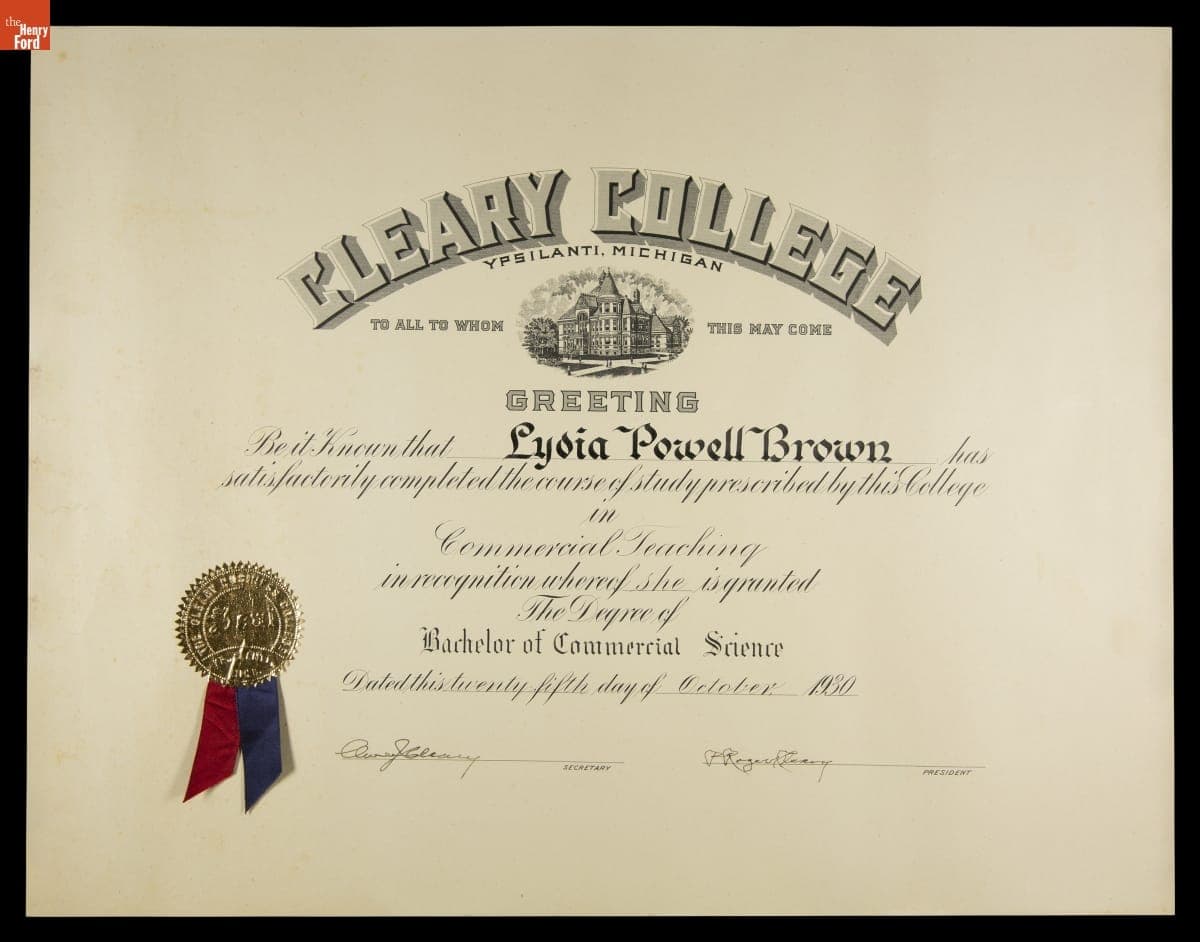 the
Henry
Ford
CLEARY COLLEGE
YPSILANTI, MICHIGAN
TO ALL TO WHOM THIS MAY COME
GREETING
Be it Known that Lydia Powell Brown has
satisfactorily completed the course of study prescribed by this College
in
Commercial Teaching
in recognition whereof she is granted
The Degree of
Bachelor of Commercial Science
Dated this twenty fifth day of October 1930
P. Roger Cleary
SECRETARY PRESIDENT